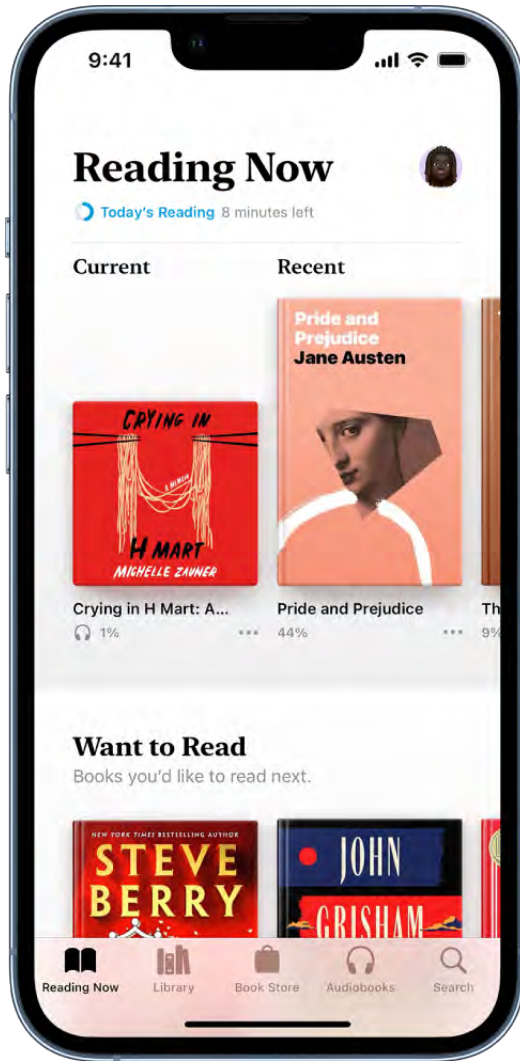 9:41
Reading Now
Today's Reading 8 minutes left
Current
Recent
CRYING IN
A MEMOIR
H MART
MICHELLE ZAUNER
Pride and
Prejudice
Jane Austen
Crying in H Mart: A...
1%
Pride and Prejudice
44%
Th
9%
Want to Read
Books you'd like to read next.
NEW YORK TIMES BESTSELLING AUTHOR
STEVE
BERRY
JOHN
GRISHAM
Reading Now
Library
Book Store
Audiobooks
Search